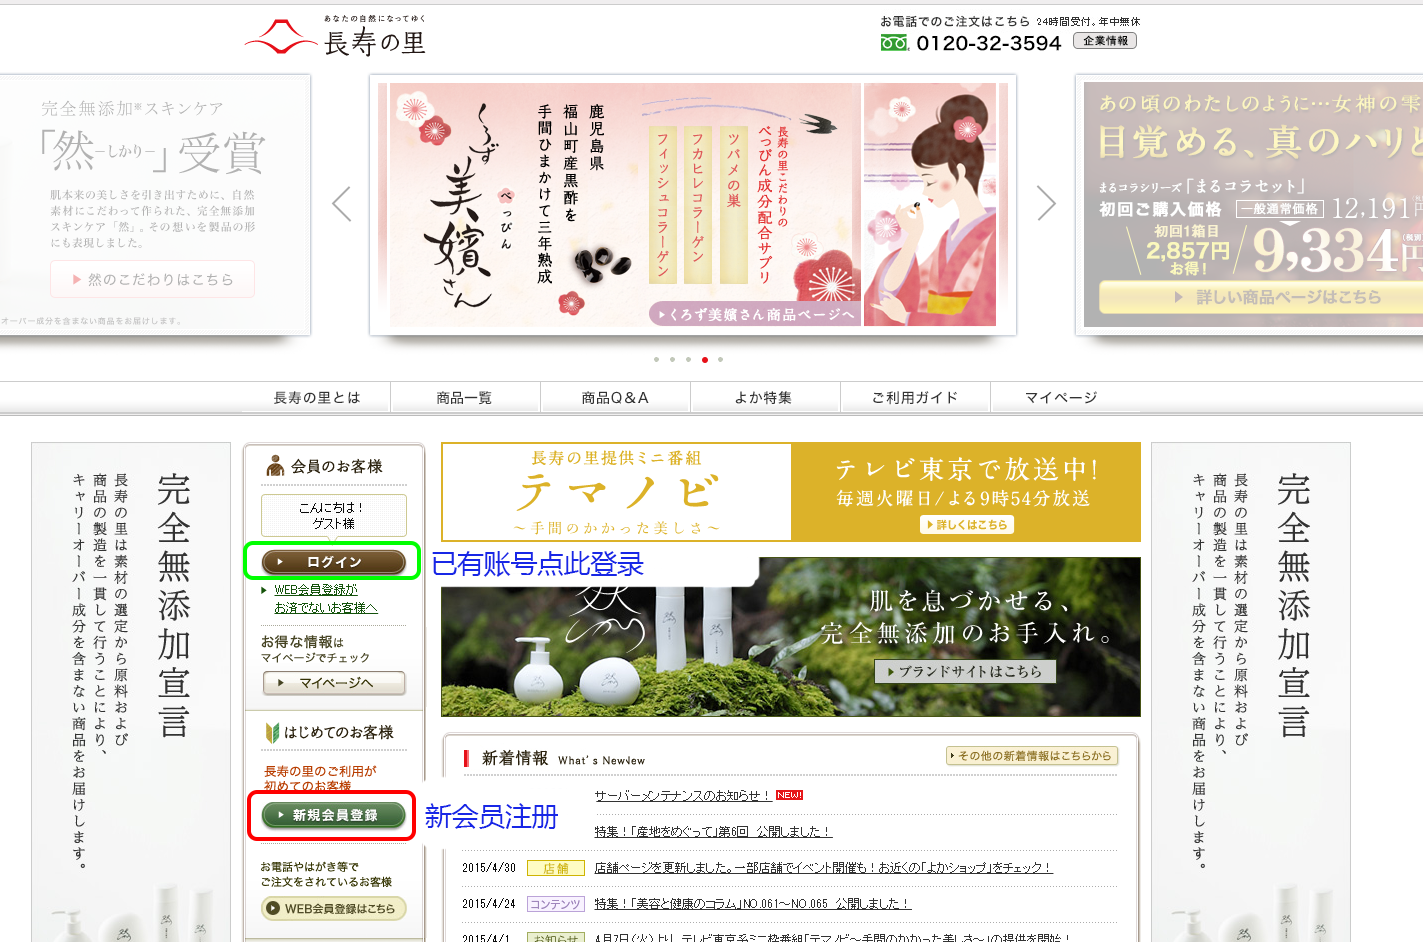 あなたの自然になってゆく
長寿の里
お電話でのご注文はこちら 24時間受付。年中無休
0120-32-3594 企業情報
完全無添加※スキンケア
「然–しかり–」受賞
肌本来の美しさを引き出すために、自然
素材にこだわって作られた、完全無添加
スキンケア「然」。その想いを製品の形
にも表現しました。
然のこだわりはこちら
オーバー成分を含まない商品をお届けします。
くろず
美嬪さん
べっぴん
鹿児島県
福山町産黒酢を
手間ひまかけて三年熟成
長寿の里こだわりの
べっぴん成分配合サプリ
ツバメの巣
フカヒレコラーゲン
フィッシュコラーゲン
くろず美嬪さん商品ページへ
あの頃のわたしのように…女神の雫
目覚める、真のハリと
まるコラシリーズ「まるコラセット」
初回ご購入価格 一般通常価格 12,191円
初回1箱目
2,857円
お得!
9,334円
詳しい商品ページはこちら
長寿の里とは
商品一覧
商品Q&A
よか特集
ご利用ガイド
マイページ
完全無添加宣言
長寿の里は素材の選定から原料および
商品の製造を一貫して行うことにより、
キャリーオーバー成分を含まない商品をお届けします。
会員のお客様
こんにちは！
ゲスト様
ログイン
已有账号点此登录
WEB会員登録が
お済でないお客様へ
お得な情報は
マイページでチェック
マイページへ
はじめてのお客様
長寿の里のご利用が
初めてのお客様
新規会員登録
新会员注册
お電話やはがき等で
ご注文をされているお客様
WEB会員登録はこちら
長寿の里提供ミニ番組
テマノビ
～手間のかかった美しさ～
テレビ東京で放送中!
毎週火曜日/よる9時54分放送
詳しくはこちら
肌を息づかせる、
完全無添加のお手入れ。
ブランドサイトはこちら
新着情報 What's NewView
その他の新着情報はこちらから
サーバーメンテナンスのお知らせ！ NEW!
特集！「産地をめぐって」第6回 公開しました！
2015/4/30 店舗 店舗ページを更新しました。一部店舗でイベント開催も！お近くの「よかショップ」をチェック！
2015/4/24 コンテンツ 特集！「美容と健康のコラム」NO.061～NO.065 公開しました！
2015/4/1 お知らせ 4月7日（火）より、テレビ東京系ミニ枠番組「テマノビ～手間のかかった美しさ～」の提供を開始！
完全無添加宣言
長寿の里は素材の選定から原料および
商品の製造を一貫して行うことにより、
キャリーオーバー成分を含まない商品をお届けします。